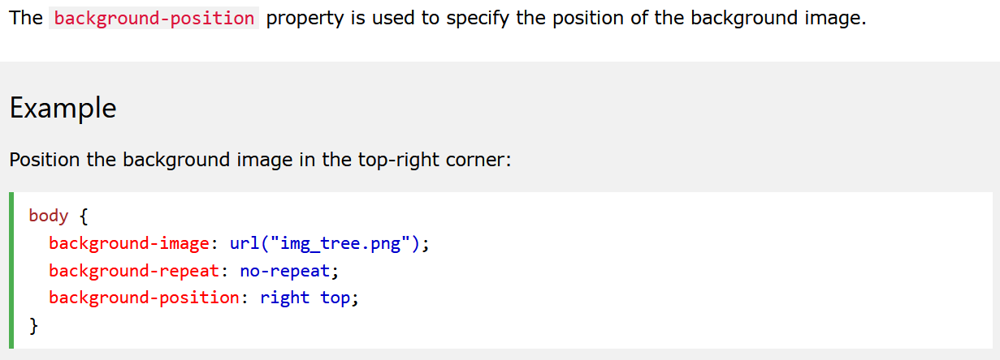 The background-position property is used to specify the position of the background image.
Example
Position the background image in the top-right corner:
body {
  background-image: url("img_tree.png");
  background-repeat: no-repeat;
  background-position: right top;
}